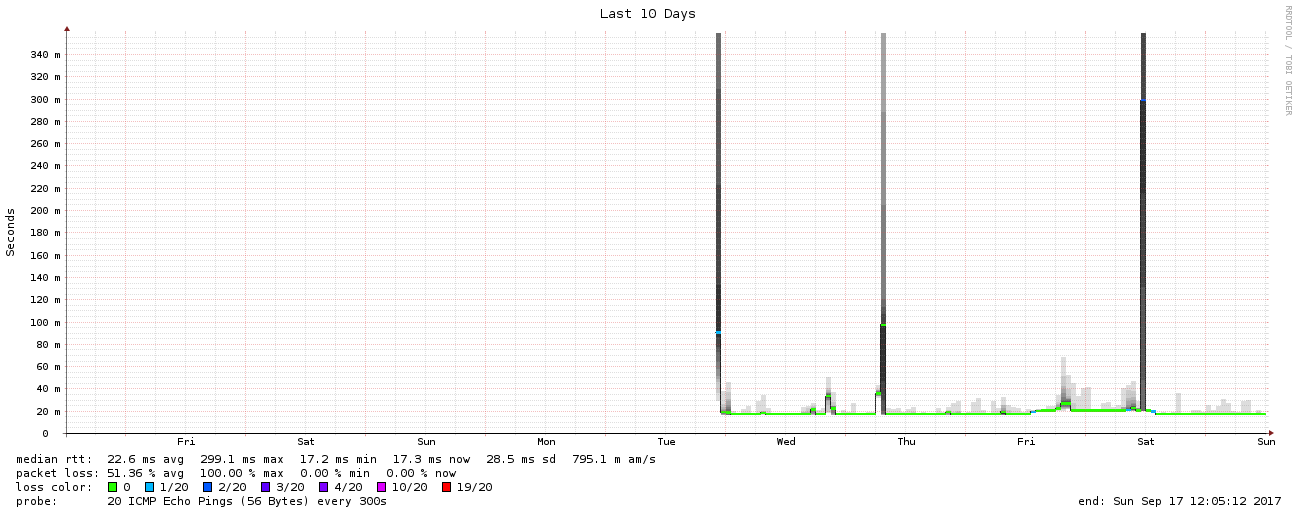 Last 10 Days
RRDTOOL / TOBI OETIKER
Seconds
340 m
320 m
300 m
280 m
260 m
240 m
220 m
200 m
180 m
160 m
140 m
120 m
100 m
80 m
60 m
40 m
20 m
0
Fri Sat Sun Mon Tue Wed Thu Fri Sat Sun
median rtt: 22.6 ms avg 299.1 ms max 17.2 ms min 17.3 ms now 28.5 ms sd 795.1 m am/s
packet loss: 51.36 % avg 100.00 % max 0.00 % min 0.00 % now
loss color: 0 1/20 2/20 3/20 4/20 10/20 19/20
probe: 20 ICMP Echo Pings (56 Bytes) every 300s end: Sun Sep 17 12:05:12 2017